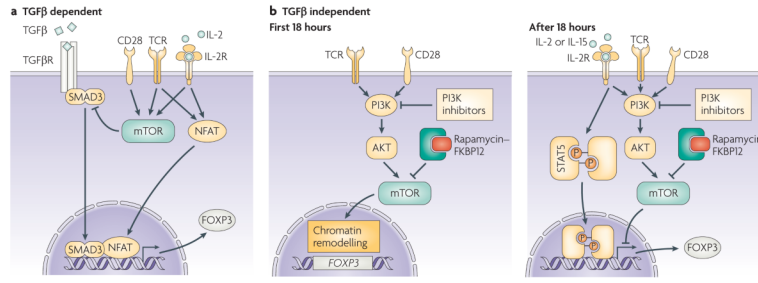 a TGFβ dependent
TGFβ
TGFβR
CD28
TCR
IL-2
IL-2R
SMAD3
mTOR
NFAT
FOXP3
SMAD3
NFAT
b TGFβ independent
First 18 hours
TCR
CD28
PI3K
PI3K
inhibitors
AKT
Rapamycin–
FKBP12
mTOR
Chromatin
remodelling
FOXP3
After 18 hours
IL-2 or IL-15
IL-2R
TCR
CD28
PI3K
PI3K
inhibitors
STAT5
P
P
AKT
Rapamycin
FKBP12
mTOR
P
P
FOXP3